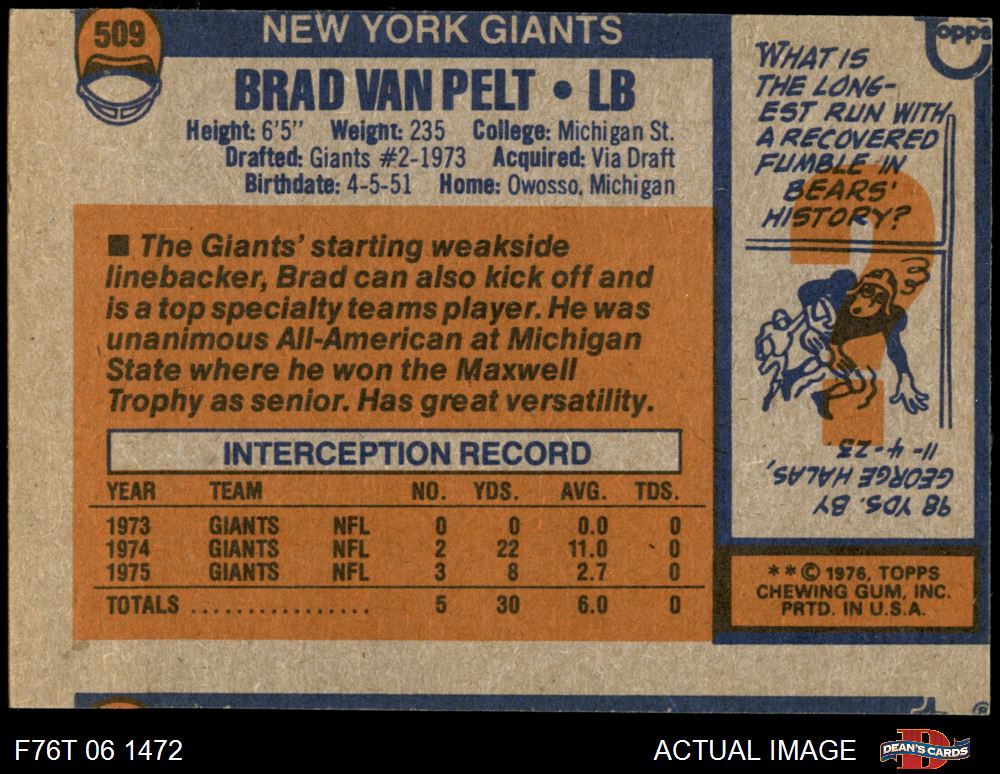 509
NEW YORK GIANTS
BRAD VAN PELT • LB
Height: 6'5" Weight: 235 College: Michigan St.
Drafted: Giants #2-1973 Acquired: Via Draft
Birthdate: 4-5-51 Home: Owosso, Michigan
■ The Giants' starting weakside
linebacker, Brad can also kick off and
is a top specialty teams player. He was
unanimous All-American at Michigan
State where he won the Maxwell
Trophy as senior. Has great versatility.
INTERCEPTION RECORD
YEAR TEAM NO. YDS. AVG. TDS.
1973 GIANTS NFL 0 0 0.0 0
1974 GIANTS NFL 2 22 11.0 0
1975 GIANTS NFL 3 8 2.7 0
TOTALS ................ 5 30 6.0 0
opps
WHAT IS
THE LONG-
EST RUN WITH
A RECOVERED
FUMBLE IN
BEARS'
HISTORY?
98 YDS. BY
GEORGE HALAS,
11-4-23.
**© 1976, TOPPS
CHEWING GUM, INC.
PRTD. IN U.S.A.
F76T 06 1472
ACTUAL IMAGE
DEAN'S CARDS